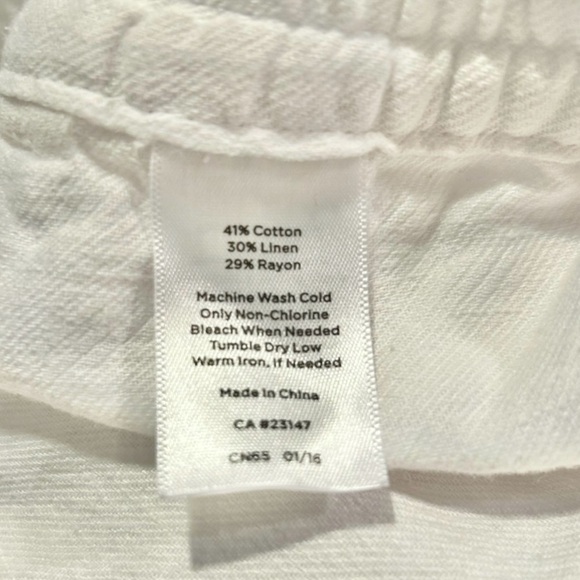 41% Cotton
30% Linen
29% Rayon
Machine Wash Cold
Only Non-Chlorine
Bleach When Needed
Tumble Dry Low
Warm Iron, If Needed
Made in China
CA #23147
CN65 01/16